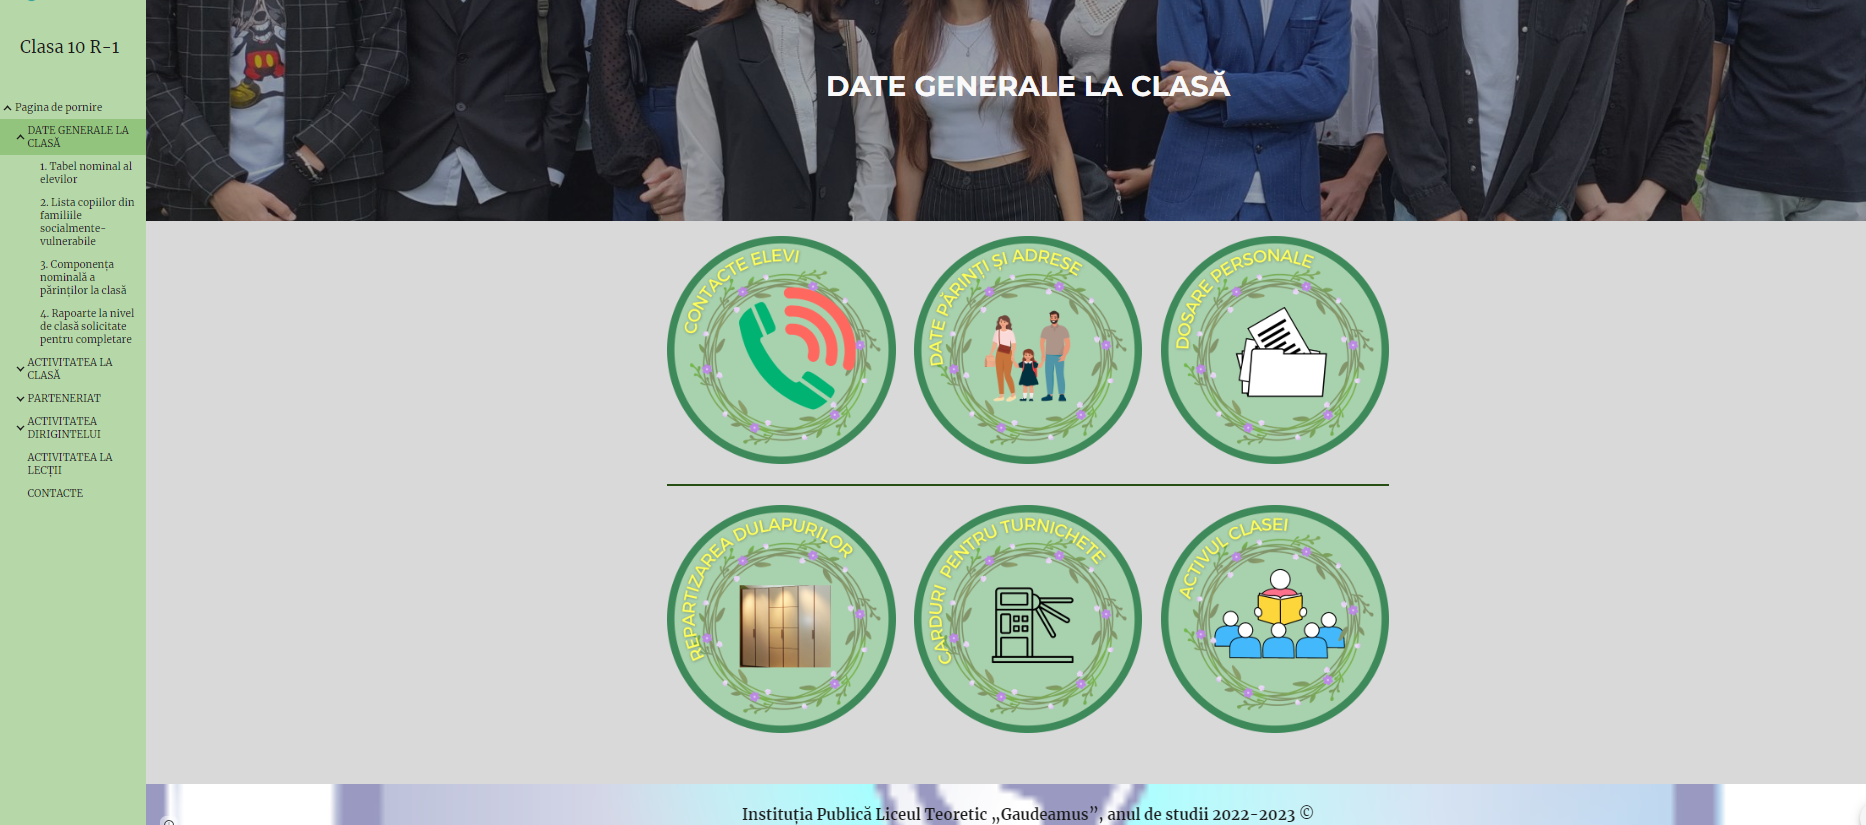 Clasa 10 R-1
Pagina de pornire
DATE GENERALE LA
CLASĂ
1. Tabel nominal al
elevilor
2. Lista copiilor din
familiile
socialmente-
vulnerabile
3. Componența
nominală a
părinților la clasă
4. Rapoarte la nivel
de clasă solicitate
pentru completare
ACTIVITATEA LA
CLASĂ
PARTENERIAT
ACTIVITATEA
DIRIGINTELUI
ACTIVITATEA LA
LECȚII
CONTACTE
DATE GENERALE LA CLASĂ
CONTACTE ELEVI
DATE PĂRINȚI ȘI ADRESE
DOSARE PERSONALE
REPARTIZAREA DULAPURILOR
CARDURI PENTRU TURNICHETE
ACTIVUL CLASEI
Instituția Publică Liceul Teoretic „Gaudeamus”, anul de studii 2022-2023 ©